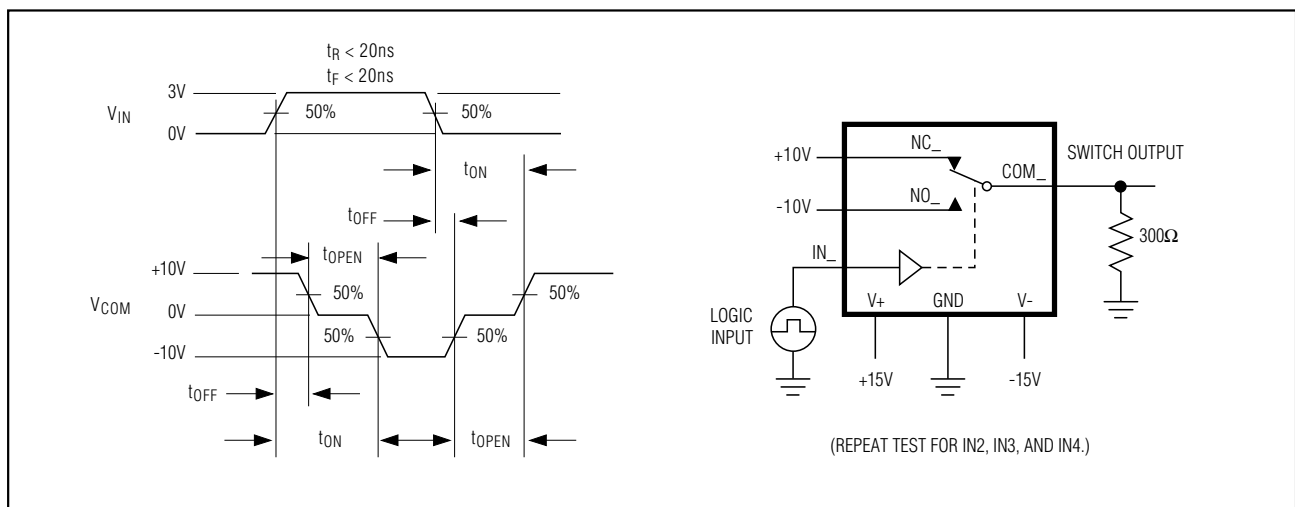 tR < 20ns
tF < 20ns
3V
VIN
50%
50%
0V
tON
tOFF
tOPEN
+10V
50%
50%
VCOM
0V
50%
50%
-10V
tOFF
tON
tOPEN
+10V
NC_
SWITCH OUTPUT
COM_
-10V
NO_
300Ω
IN_
LOGIC
INPUT
V+
GND
V-
+15V
-15V
(REPEAT TEST FOR IN2, IN3, AND IN4.)